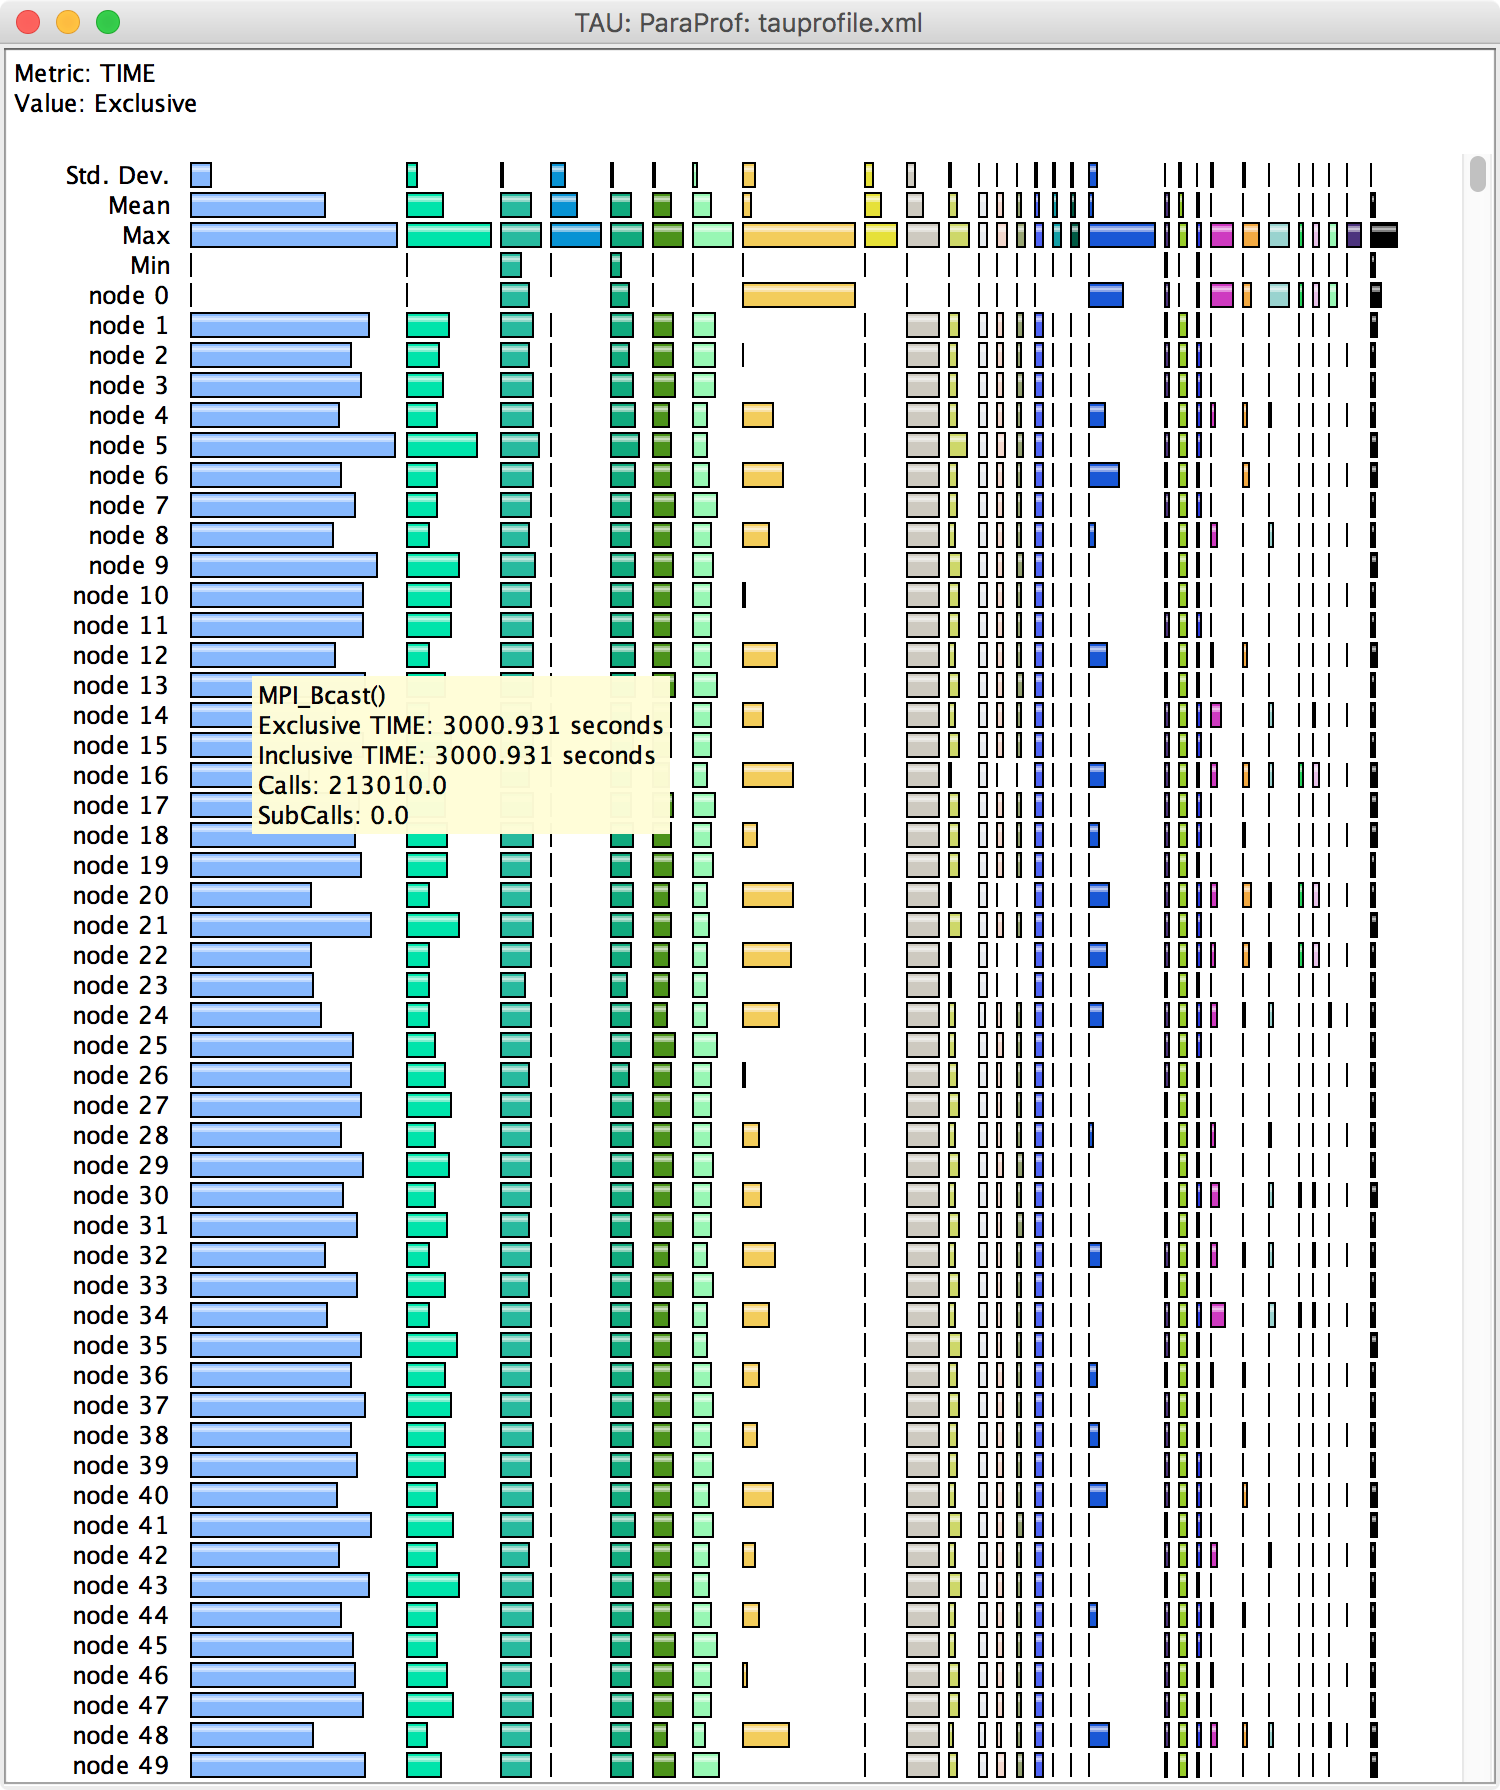 TAU: ParaProf: tauprofile.xml
Metric: TIME
Value: Exclusive
Std. Dev.
Mean
Max
Min
node 0
node 1
node 2
node 3
node 4
node 5
node 6
node 7
node 8
node 9
node 10
node 11
node 12
node 13
MPI_Bcast()
node 14
Exclusive TIME: 3000.931 seconds
node 15
Inclusive TIME: 3000.931 seconds
node 16
Calls: 213010.0
node 17
SubCalls: 0.0
node 18
node 19
node 20
node 21
node 22
node 23
node 24
node 25
node 26
node 27
node 28
node 29
node 30
node 31
node 32
node 33
node 34
node 35
node 36
node 37
node 38
node 39
node 40
node 41
node 42
node 43
node 44
node 45
node 46
node 47
node 48
node 49